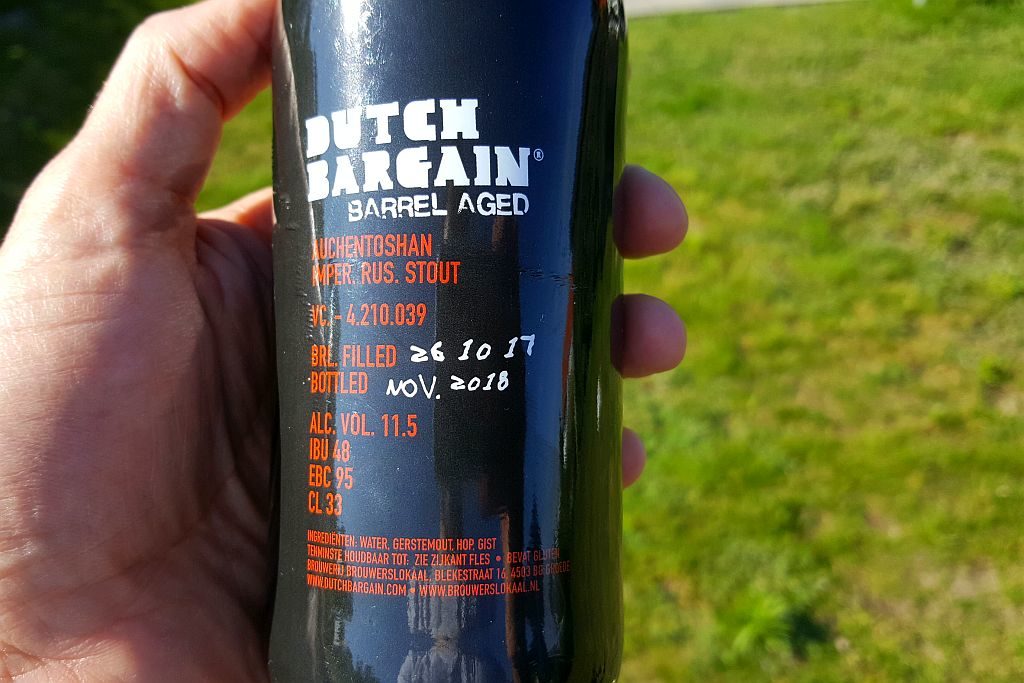 DUTCH
BARGAIN®
BARREL AGED
AUCHENTOSHAN
IMPER. RUS. STOUT
VC. - 4.210.039
BRL. FILLED 26 10 17
BOTTLED NOV. 2018
ALC. VOL. 11.5
IBU 48
EBC 95
CL 33
INGREDIËNTEN: WATER, GERSTEMOUT, HOP, GIST
TENMINSTE HOUDBAAR TOT: ZIE ZIJKANT FLES • BEVAT GLUTEN
BROUWERIJ BROUWERSLOKAAL, BLEKESTRAAT 16, 4503 BG GROEDE
WWW.DUTCHBARGAIN.COM • WWW.BROUWERSLOKAAL.NL